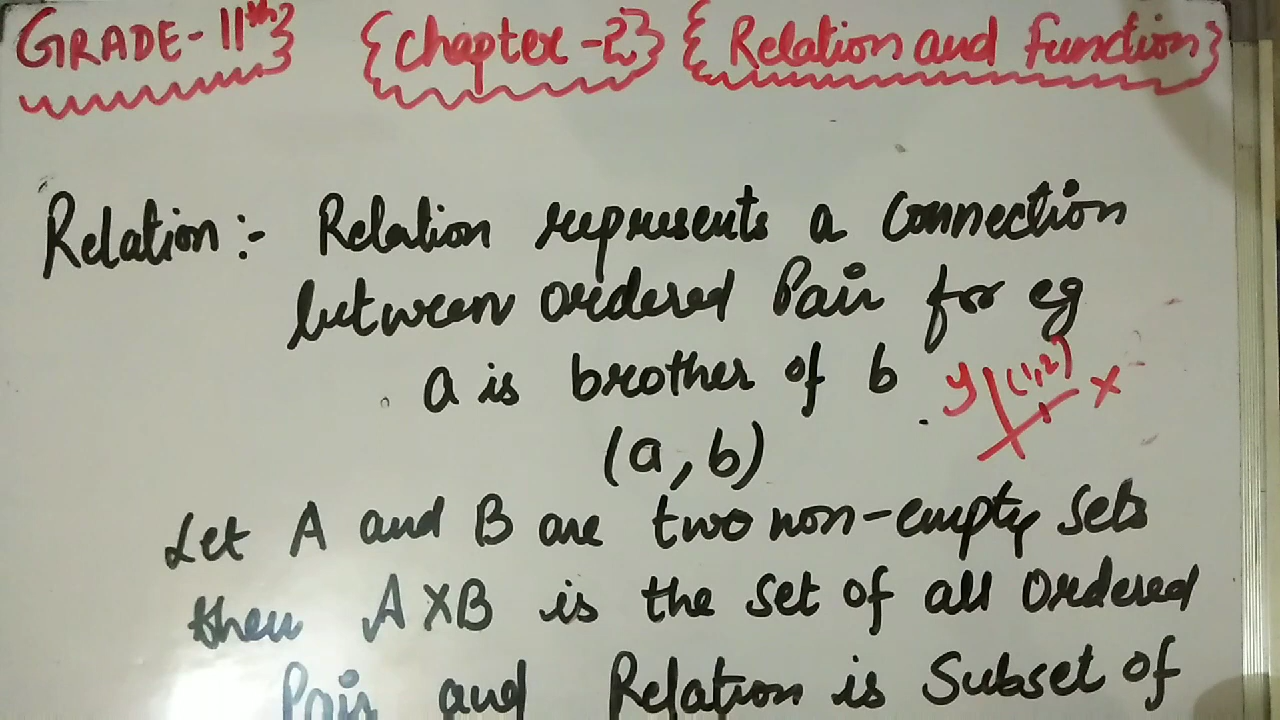 GRADE-11th} {Chapter-2} {Relation and Function}
Relation:- Relation represents a Connection
between ordered Pair for eg
a is brother of b
y (1,2) x
(a, b)
Let A and B are two non-empty sets
then A×B is the set of all Ordered
Pair and Relation is Subset of